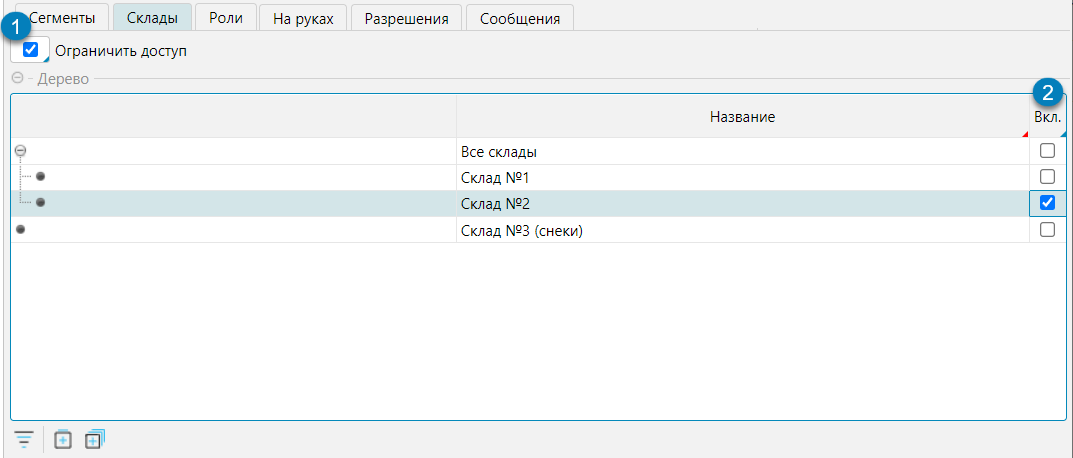 1
Сегменты Склады Роли На руках Разрешения Сообщения
Ограничить доступ
Дерево
2
Название Вкл.
Все склады
Склад №1
Склад №2
Склад №3 (снеки)